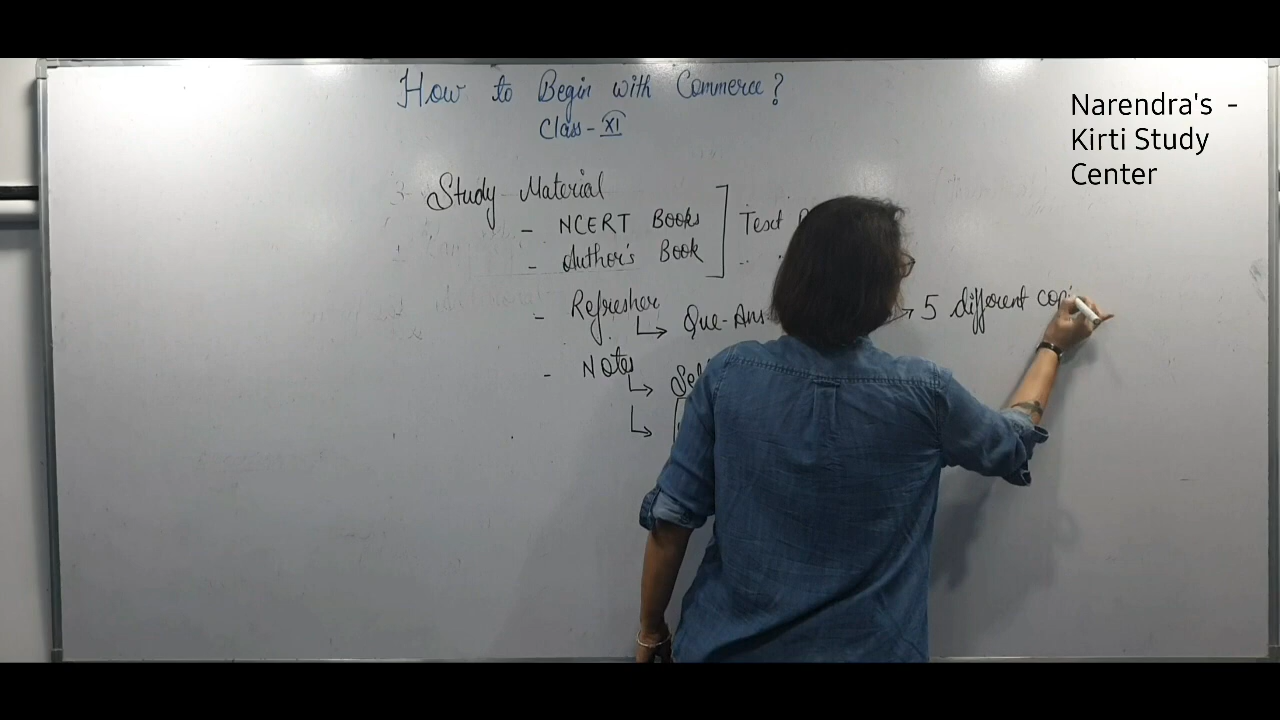 How to Begin with Commerce?
Class - XI
Narendra's -
Kirti Study
Center
Study Material
- NCERT Books
- Author's Book
Text
- Refresher
↳ Que-Ans
→ 5 different
- Notes
↳
↳